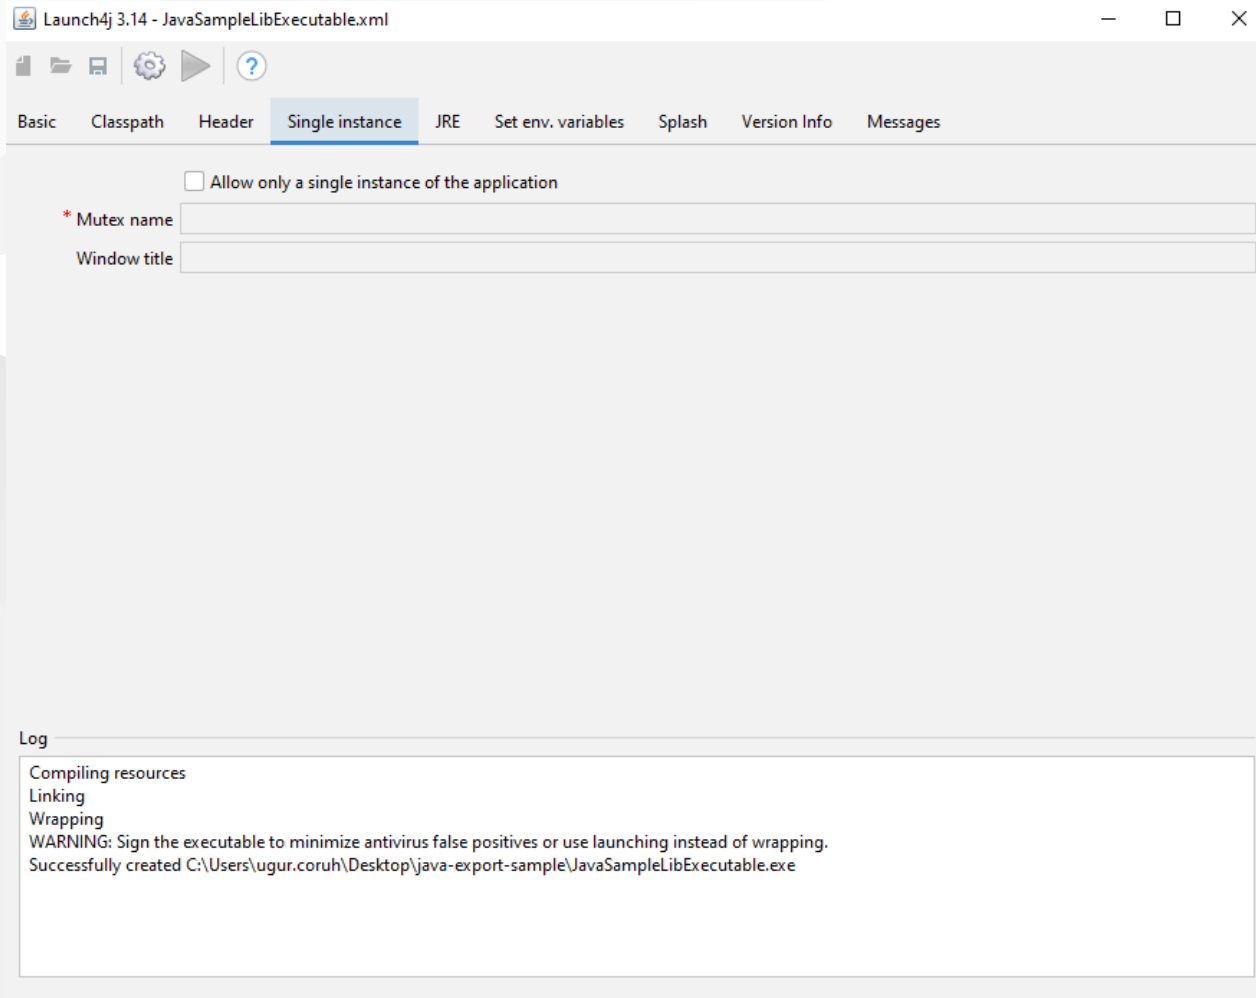 Launch4j 3.14 - JavaSampleLibExecutable.xml
?
Basic Classpath Header Single instance JRE Set env. variables Splash Version Info Messages
Allow only a single instance of the application
* Mutex name
Window title
Log
Compiling resources
Linking
Wrapping
WARNING: Sign the executable to minimize antivirus false positives or use launching instead of wrapping.
Successfully created C:\Users\ugur.coruh\Desktop\java-export-sample\JavaSampleLibExecutable.exe